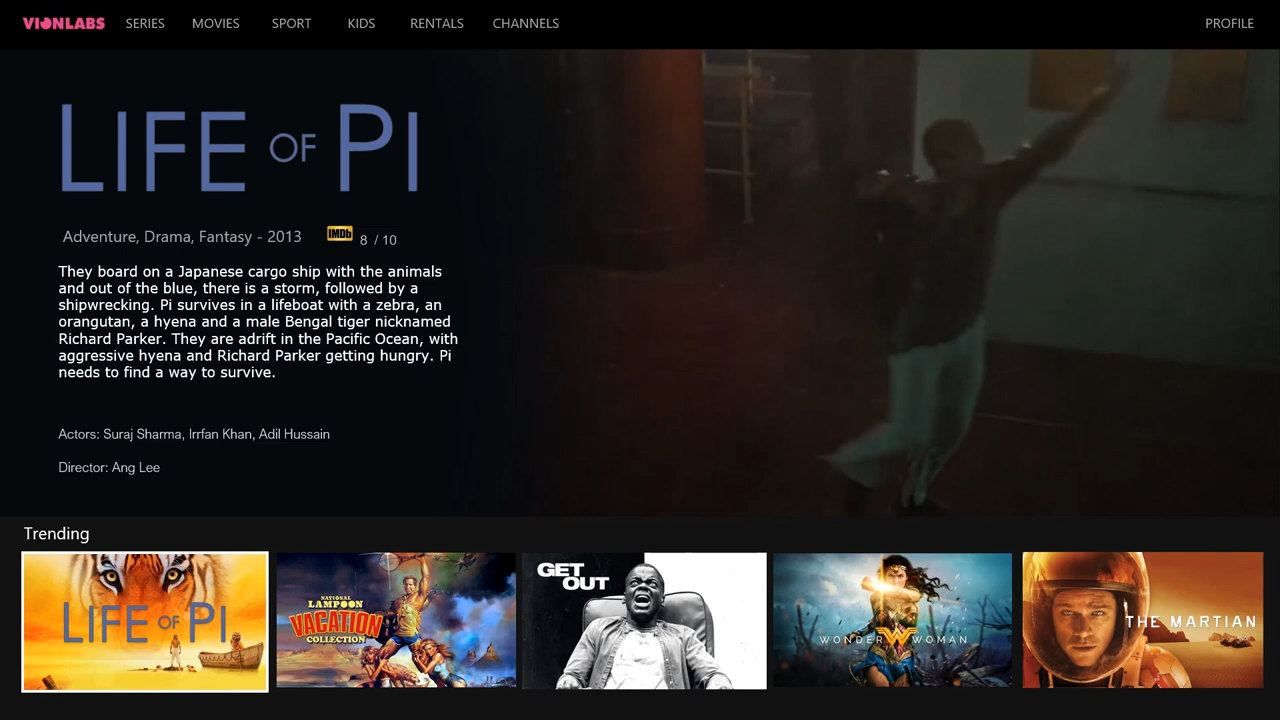 VIONLABS SERIES MOVIES SPORT KIDS RENTALS CHANNELS PROFILE
LIFE OF PI
Adventure, Drama, Fantasy - 2013 IMDb 8 / 10
They board on a Japanese cargo ship with the animals
and out of the blue, there is a storm, followed by a
shipwrecking. Pi survives in a lifeboat with a zebra, an
orangutan, a hyena and a male Bengal tiger nicknamed
Richard Parker. They are adrift in the Pacific Ocean, with
aggressive hyena and Richard Parker getting hungry. Pi
needs to find a way to survive.
Actors: Suraj Sharma, Irrfan Khan, Adil Hussain
Director: Ang Lee
Trending
LIFE OF PI
NATIONAL
LAMPOON
VACATION
COLLECTION
GET
OUT
WONDER WOMAN
THE MARTIAN